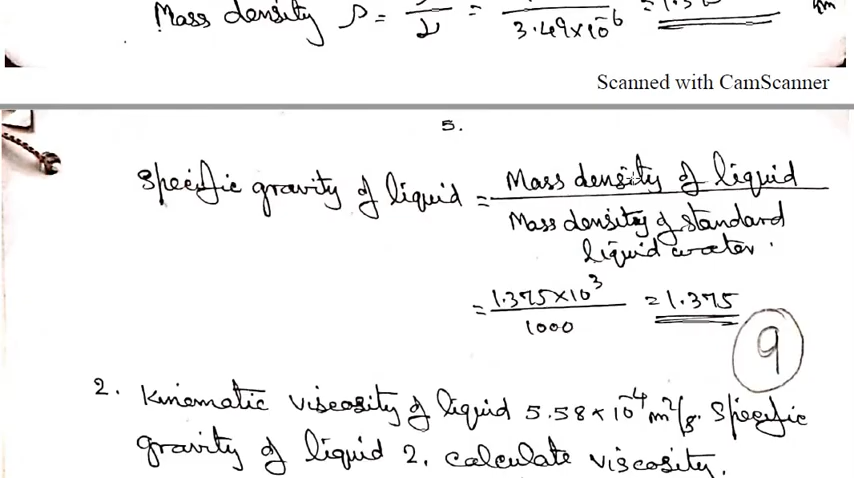 Mass density ρ = — = —— =
3.49×10⁻⁶
Scanned with CamScanner
5.
Specific gravity of liquid = Mass density of liquid
Mass density of standard
liquid water.
= 1.375×10³ = 1.375
1000
9
2. Kinematic viscosity of liquid 5.58×10⁻⁴ m²/s. Specific
gravity of liquid 2. calculate viscosity.